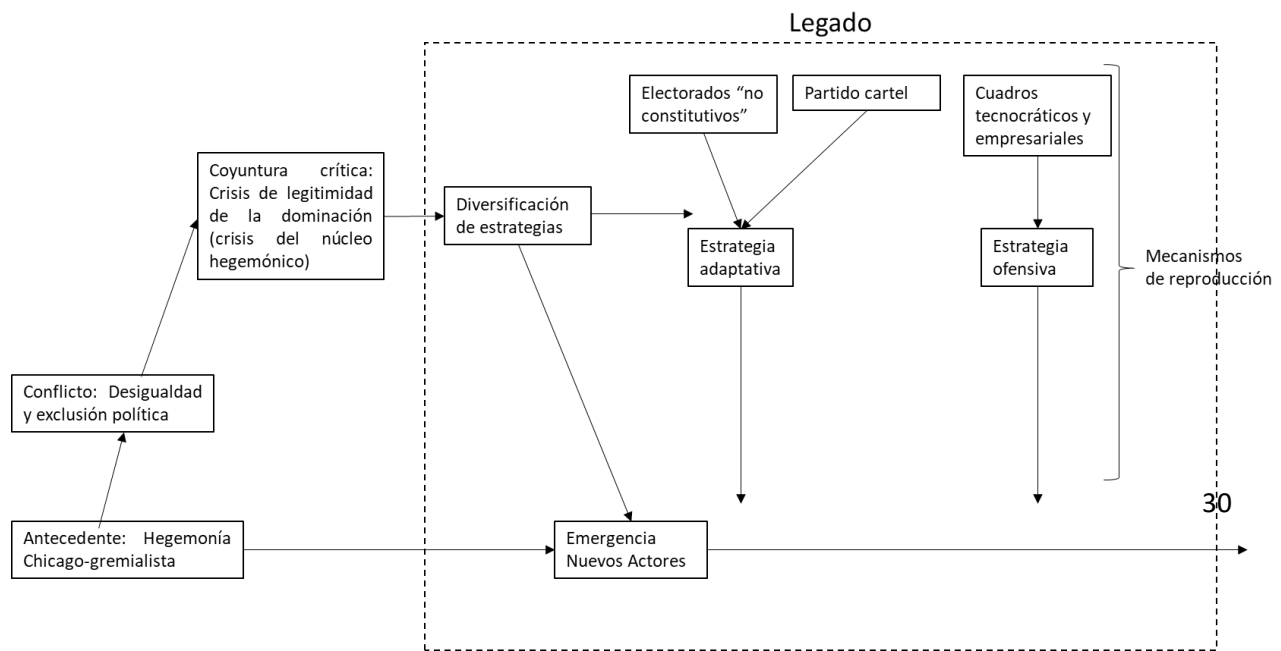 Legado
Electorados “no
constitutivos”
Partido cartel
Cuadros
tecnocráticos y
empresariales
Coyuntura crítica:
Crisis de legitimidad
de la dominación
(crisis del núcleo
hegemónico)
Diversificación
de estrategias
Estrategia
adaptativa
Estrategia
ofensiva
Mecanismos
de reproducción
Conflicto: Desigualdad
y exclusión política
30
Antecedente: Hegemonía
Chicago-gremialista
Emergencia
Nuevos Actores